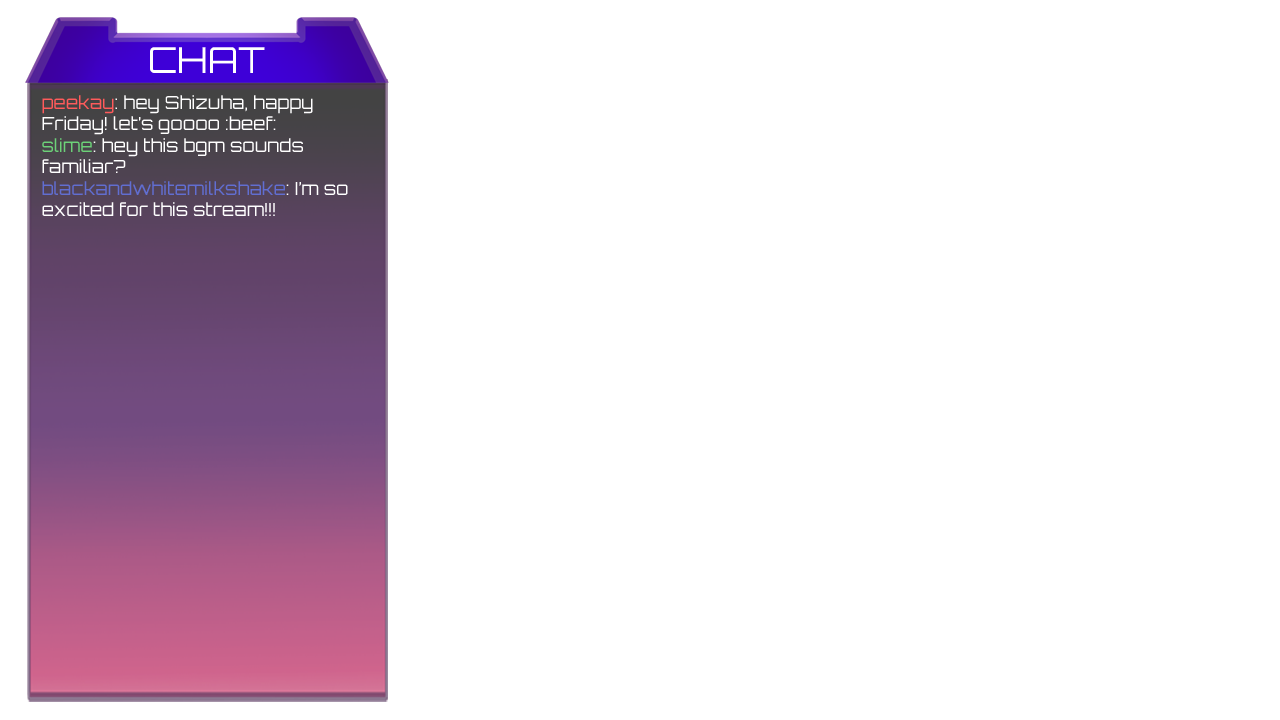 CHAT
peekay: hey Shizuha, happy
Friday! let's goooo :beef:
slime: hey this bgm sounds
familiar?
blackandwhitemilkshake: I'm so
excited for this stream!!!